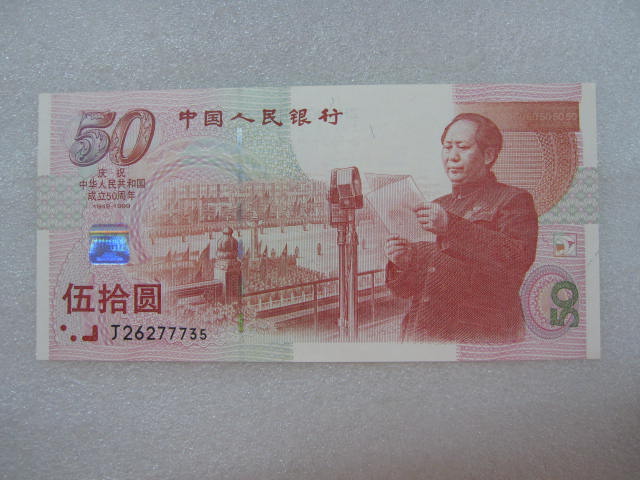 50
中国人民银行
庆祝
中华人民共和国
成立50周年
1949-1999
伍拾圆
J26277735
50